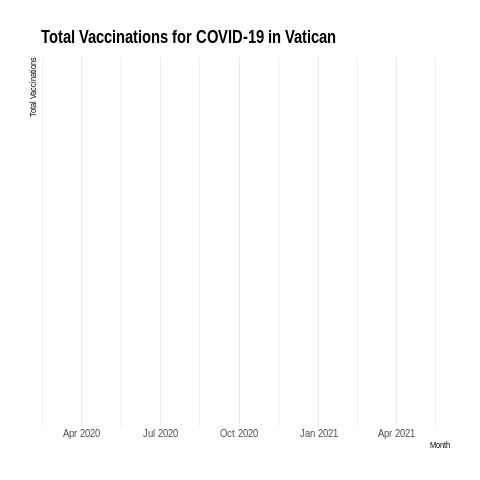 Total Vaccinations for COVID-19 in Vatican
Total Vaccinations
Apr 2020 Jul 2020 Oct 2020 Jan 2021 Apr 2021
Month